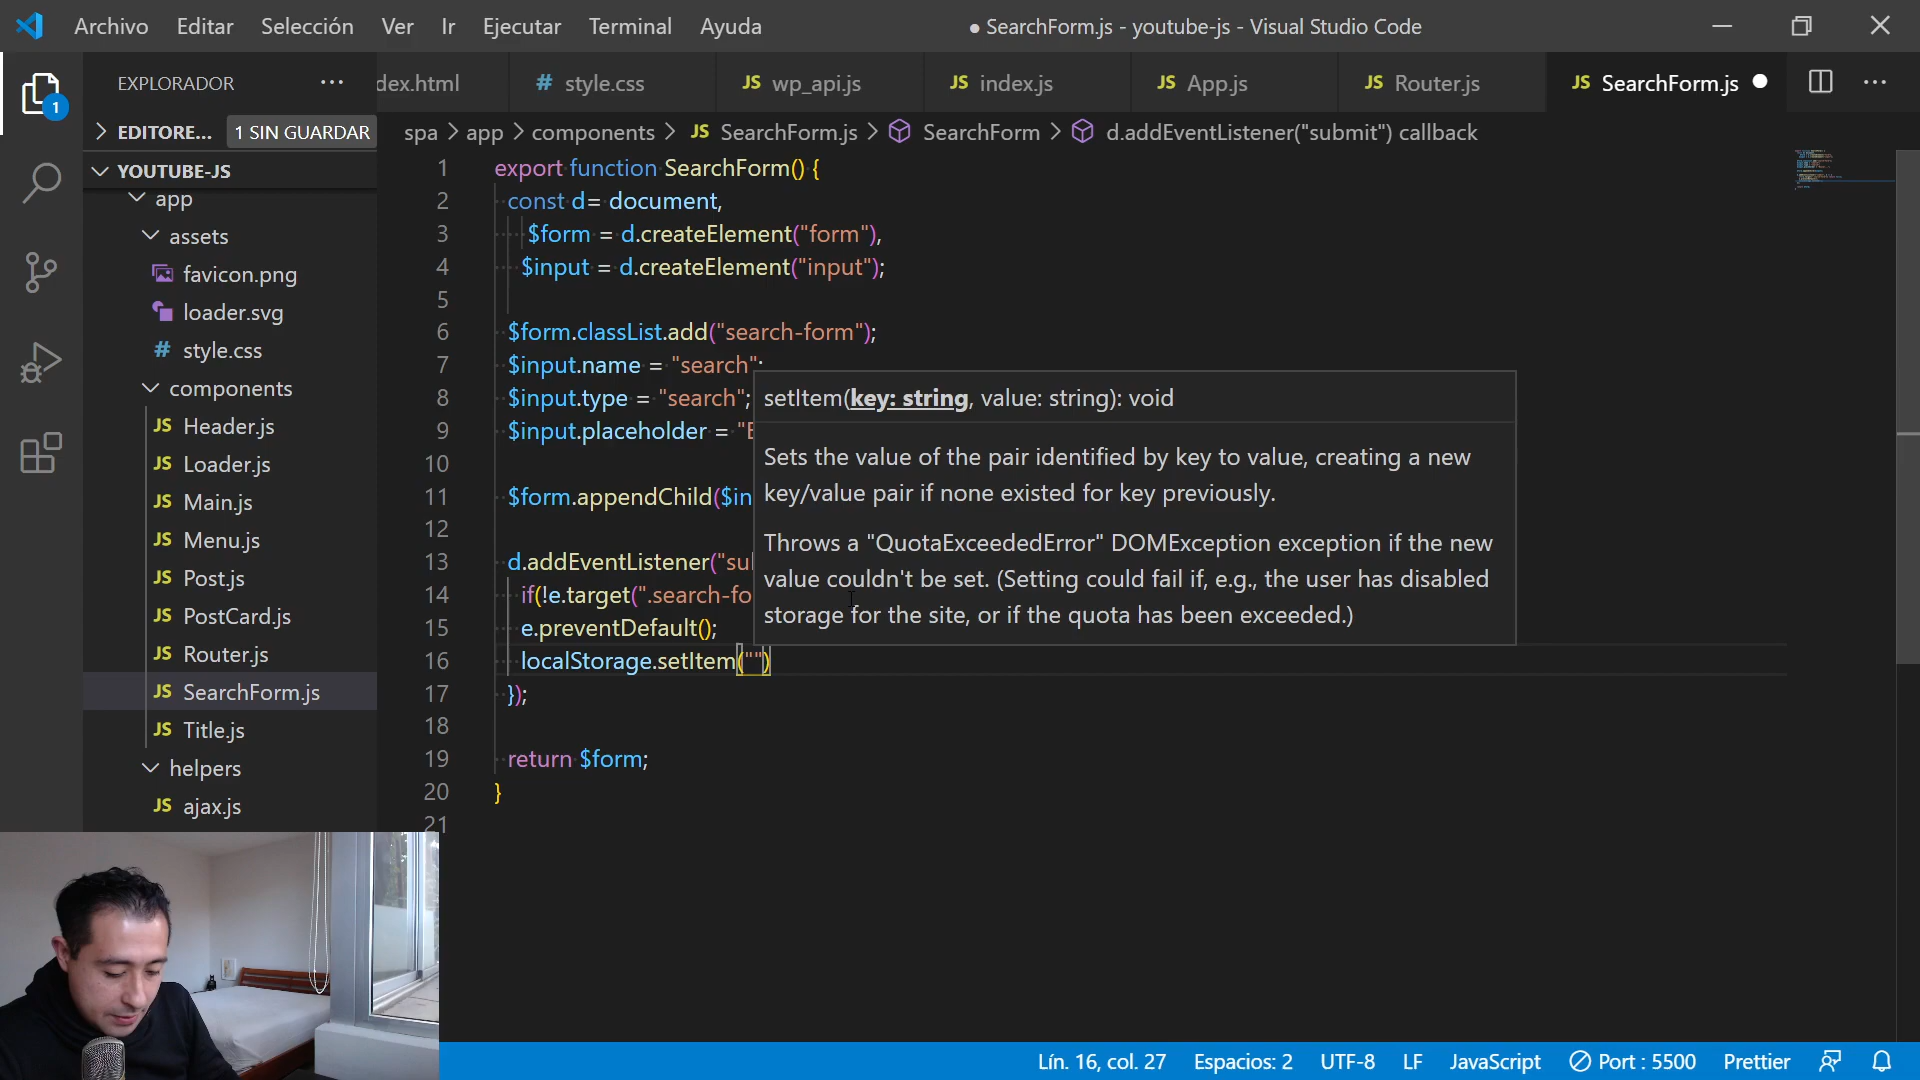 Archivo Editar Selección Ver Ir Ejecutar Terminal Ayuda
● SearchForm.js - youtube-js - Visual Studio Code
EXPLORADOR
dex.html # style.css JS wp_api.js JS index.js JS App.js JS Router.js JS SearchForm.js
1
EDITORE... 1 SIN GUARDAR
spa > app > components > JS SearchForm.js > SearchForm > d.addEventListener("submit") callback
YOUTUBE-JS
app
assets
favicon.png
loader.svg
# style.css
components
JS Header.js
JS Loader.js
JS Main.js
JS Menu.js
JS Post.js
JS PostCard.js
JS Router.js
JS SearchForm.js
JS Title.js
helpers
JS ajax.js
1 export function SearchForm() {
2 const d= document,
3 $form = d.createElement("form"),
4 $input = d.createElement("input");
5
6 $form.classList.add("search-form");
7 $input.name = "search";
8 $input.type = "search";
9 $input.placeholder = "B
10
11 $form.appendChild($in
12
13 d.addEventListener("su
14 if(!e.target(".search-fo
15 e.preventDefault();
16 localStorage.setItem("")
17 });
18
19 return $form;
20 }
21
setItem(key: string, value: string): void
Sets the value of the pair identified by key to value, creating a new
key/value pair if none existed for key previously.
Throws a "QuotaExceededError" DOMException exception if the new
value couldn't be set. (Setting could fail if, e.g., the user has disabled
storage for the site, or if the quota has been exceeded.)
Lín. 16, col. 27 Espacios: 2 UTF-8 LF JavaScript Port : 5500 Prettier